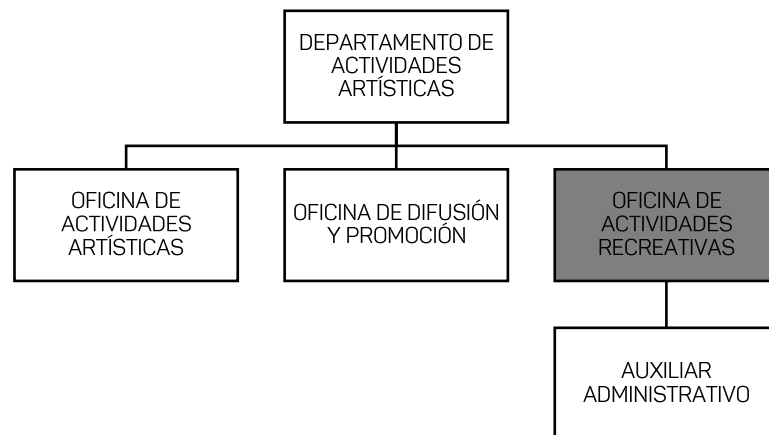 DEPARTAMENTO DE
ACTIVIDADES
ARTÍSTICAS
OFICINA DE
ACTIVIDADES
ARTÍSTICAS
OFICINA DE DIFUSIÓN
Y PROMOCIÓN
OFICINA DE
ACTIVIDADES
RECREATIVAS
AUXILIAR
ADMINISTRATIVO